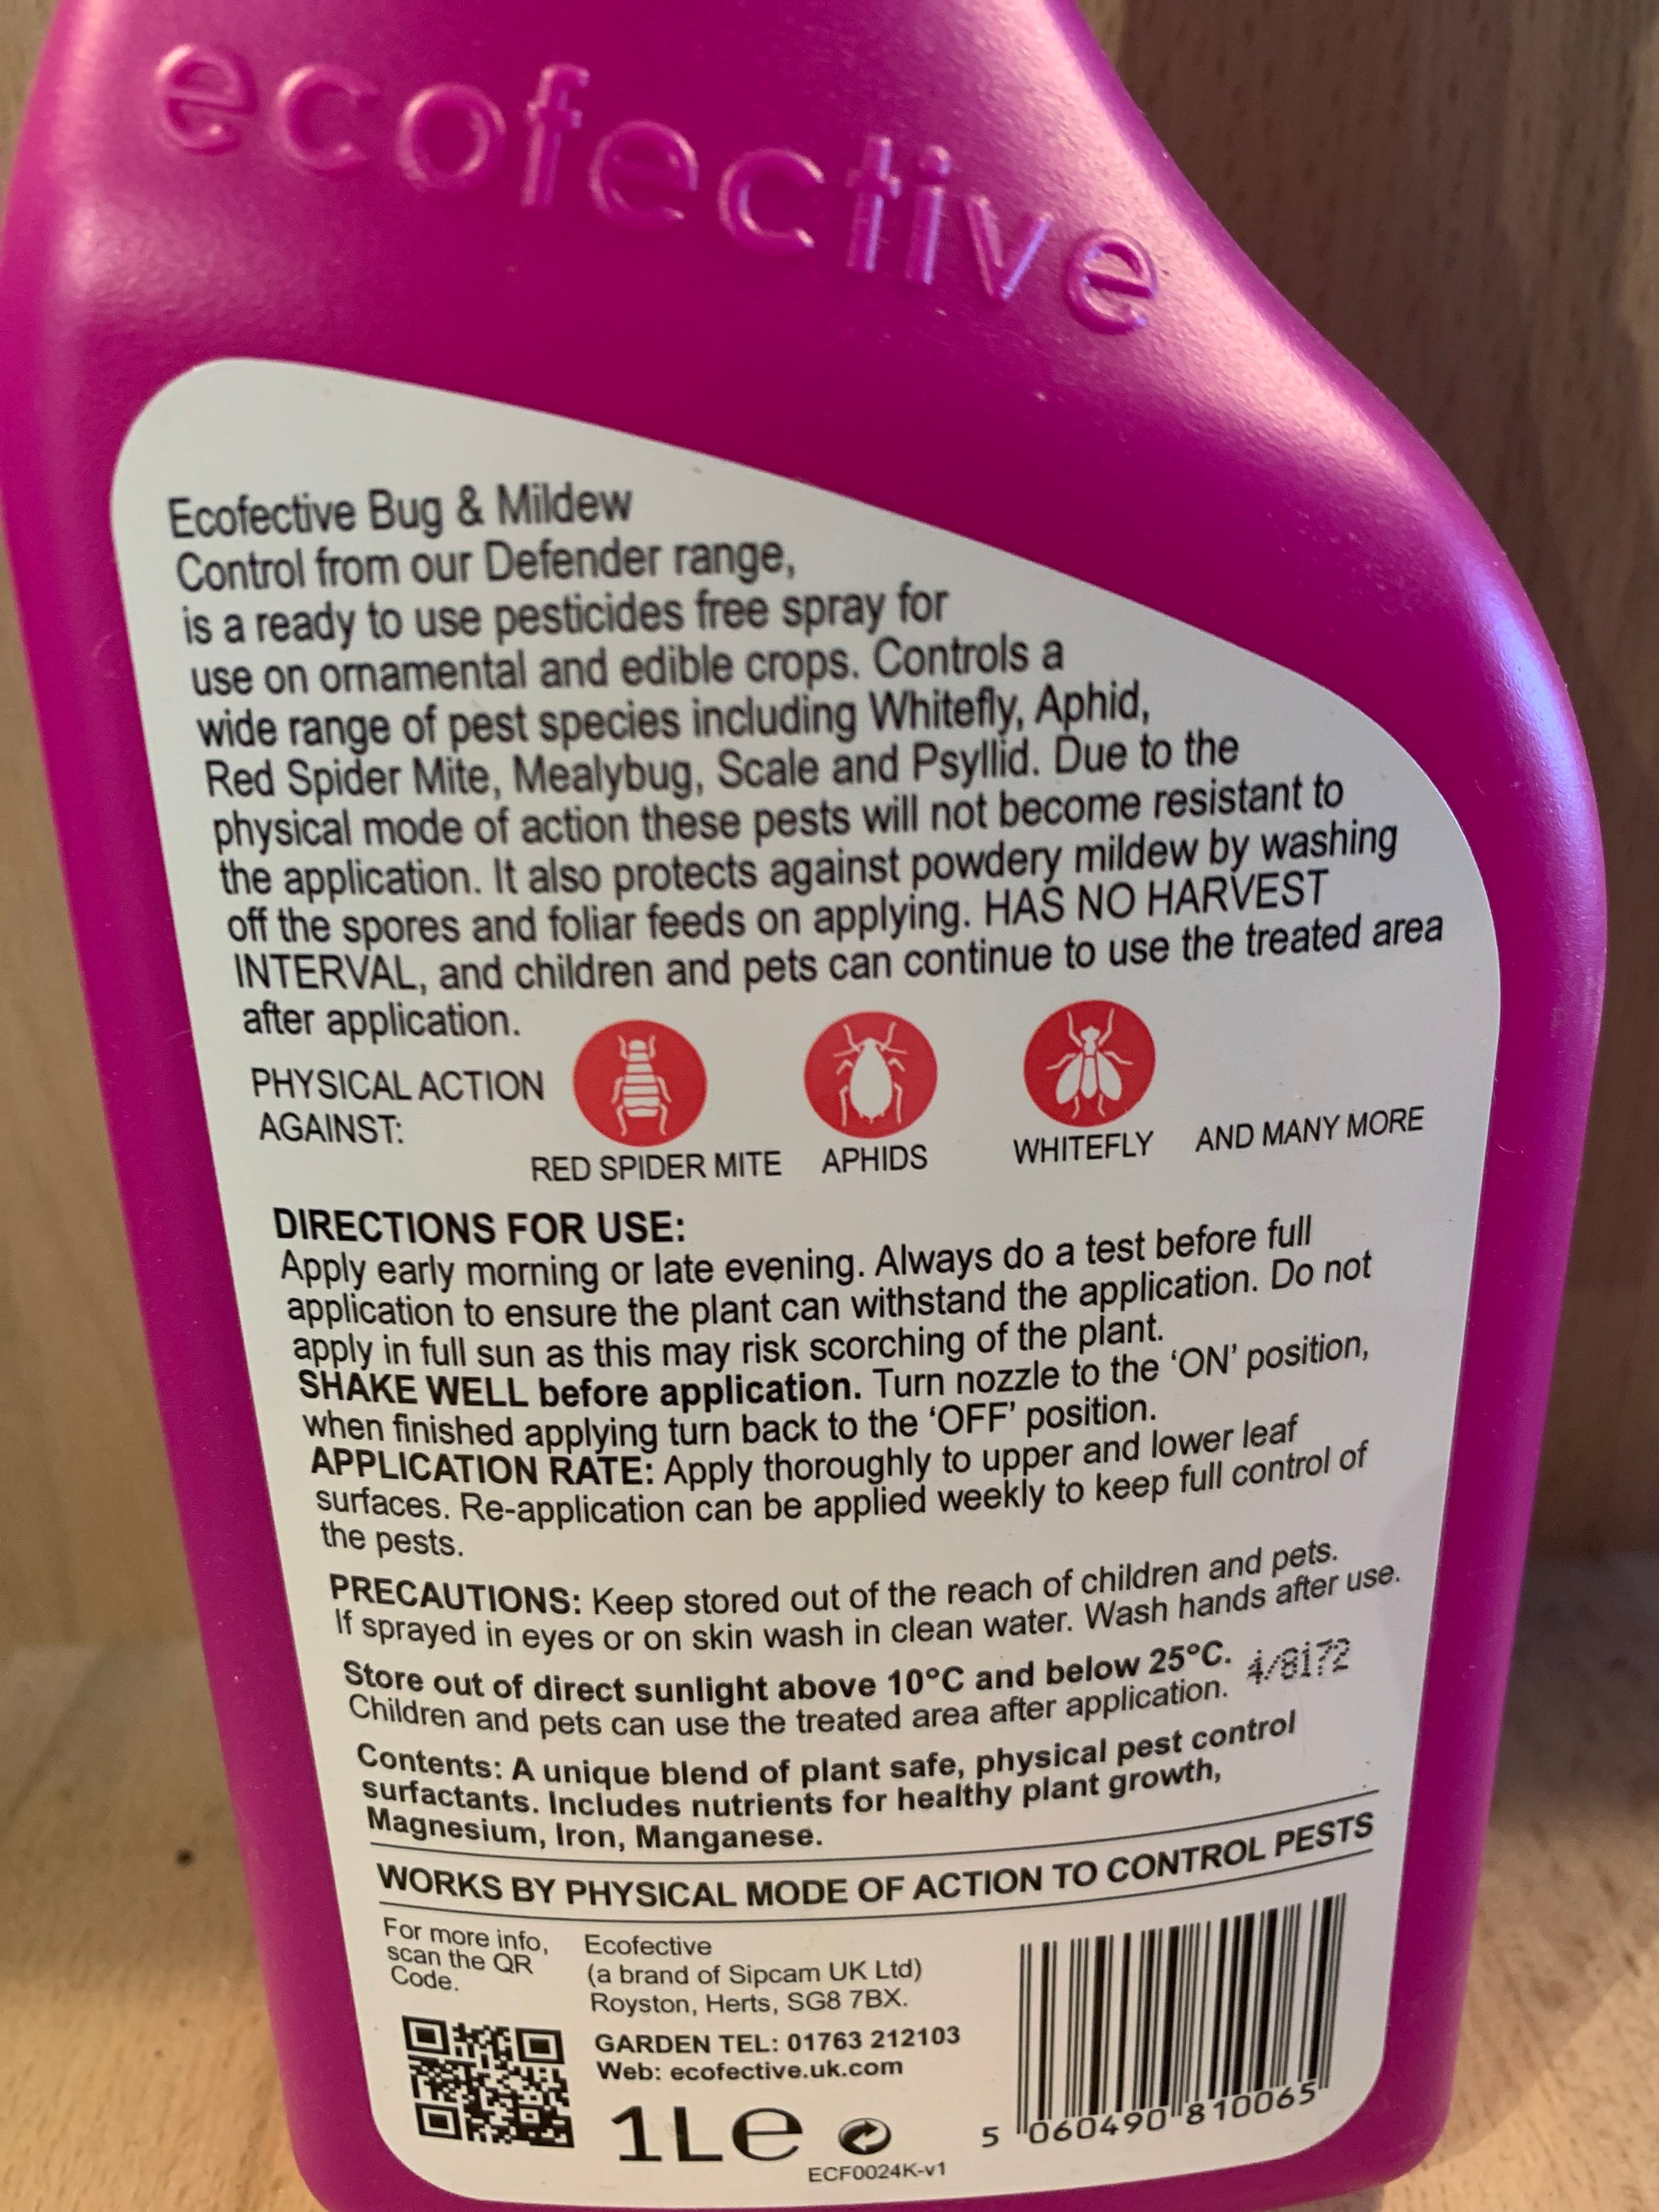 ecofective
Ecofective Bug & Mildew
Control from our Defender range,
is a ready to use pesticides free spray for
use on ornamental and edible crops. Controls a
wide range of pest species including Whitefly, Aphid,
Red Spider Mite, Mealybug, Scale and Psyllid. Due to the
physical mode of action these pests will not become resistant to
the application. It also protects against powdery mildew by washing
off the spores and foliar feeds on applying. HAS NO HARVEST
INTERVAL, and children and pets can continue to use the treated area
after application.
PHYSICAL ACTION
AGAINST:
RED SPIDER MITE
APHIDS
WHITEFLY
AND MANY MORE
DIRECTIONS FOR USE:
Apply early morning or late evening. Always do a test before full
application to ensure the plant can withstand the application. Do not
apply in full sun as this may risk scorching of the plant.
SHAKE WELL before application. Turn nozzle to the ‘ON’ position,
when finished applying turn back to the ‘OFF’ position.
APPLICATION RATE: Apply thoroughly to upper and lower leaf
surfaces. Re-application can be applied weekly to keep full control of
the pests.
PRECAUTIONS: Keep stored out of the reach of children and pets.
If sprayed in eyes or on skin wash in clean water. Wash hands after use.
Store out of direct sunlight above 10°C and below 25°C. 4/8172
Children and pets can use the treated area after application.
Contents: A unique blend of plant safe, physical pest control
surfactants. Includes nutrients for healthy plant growth,
Magnesium, Iron, Manganese.
WORKS BY PHYSICAL MODE OF ACTION TO CONTROL PESTS
For more info,
scan the QR
Code.
Ecofective
(a brand of Sipcam UK Ltd)
Royston, Herts, SG8 7BX.
GARDEN TEL: 01763 212103
Web: ecofective.uk.com
1L e
ECF0024K-v1
5 060490 810065